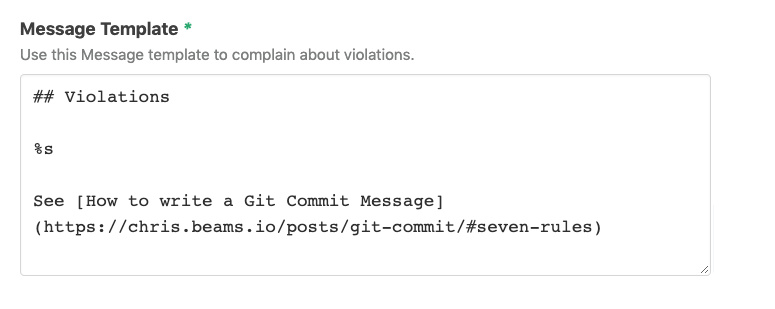 Message Template *
Use this Message template to complain about violations.
## Violations
%s
See [How to write a Git Commit Message]
(https://chris.beams.io/posts/git-commit/#seven-rules)